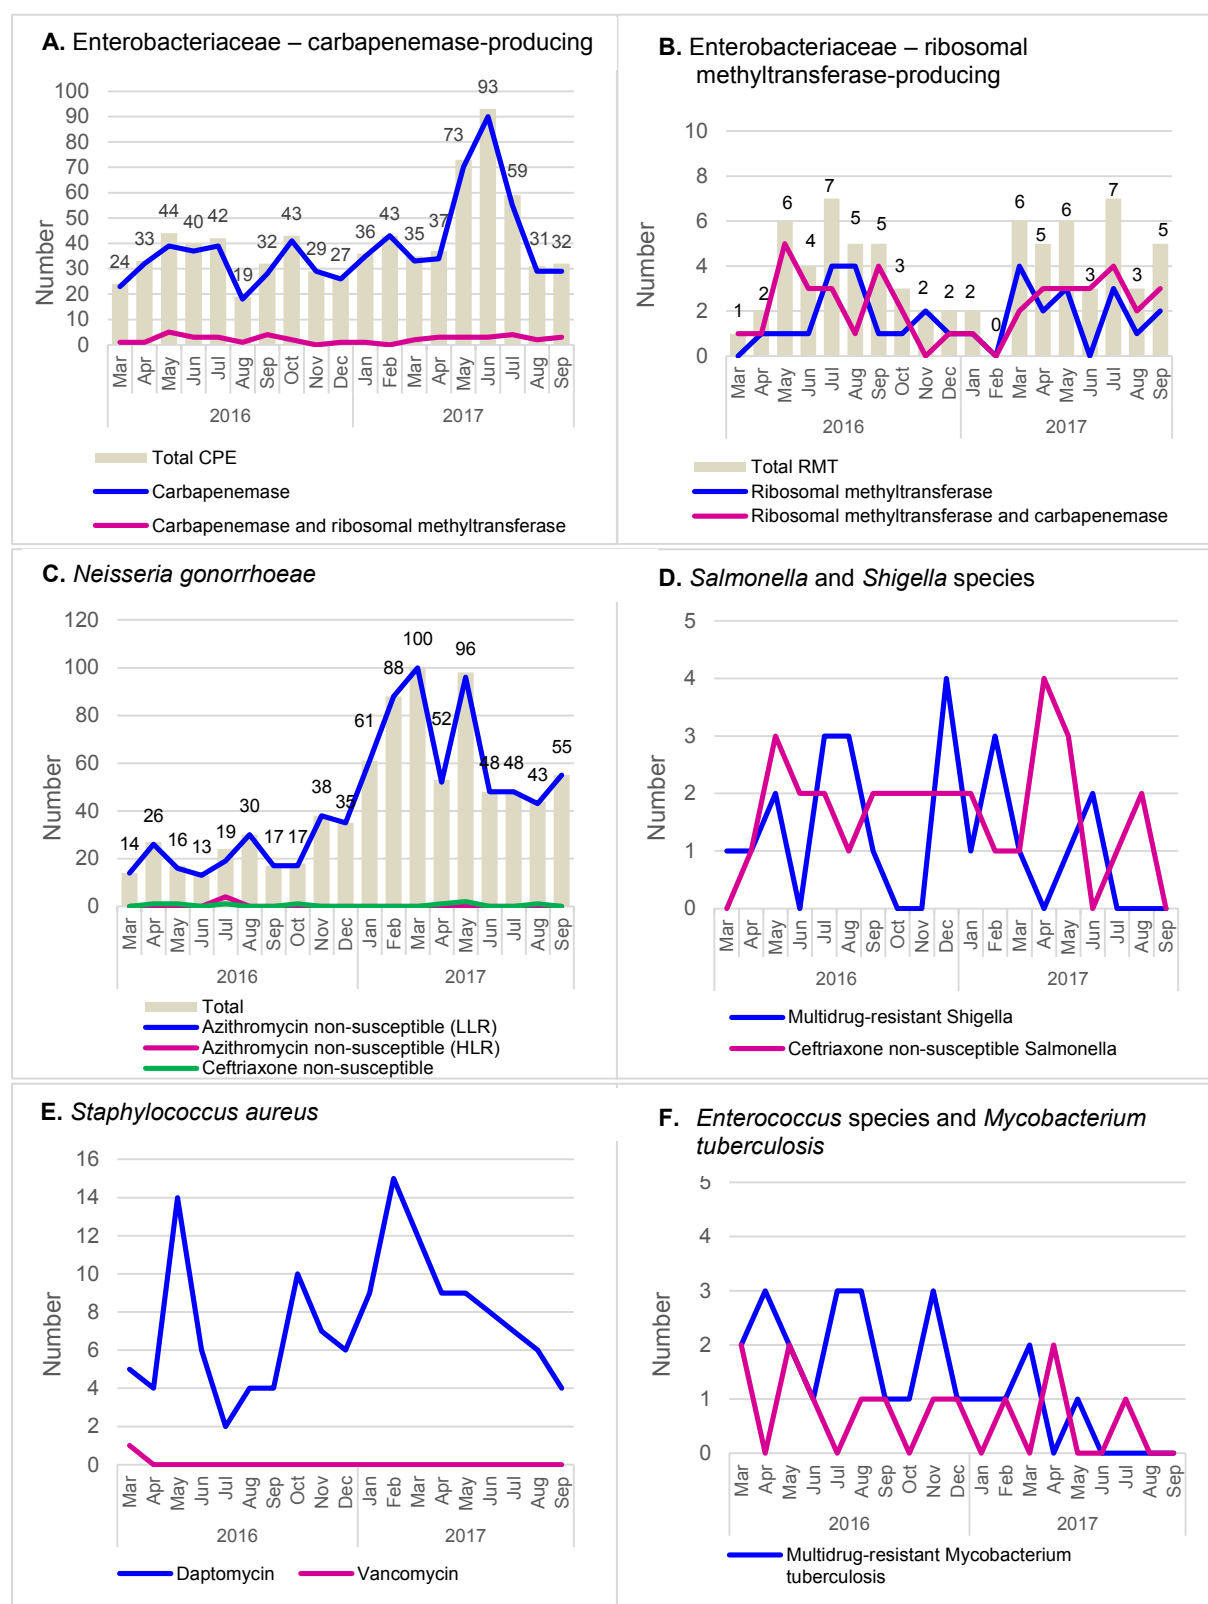 A. Enterobacteriaceae – carbapenemase-producing
Number
100
90
80
70
60
50
40
30
20
10
0
24 33 44 40 42 19 32 43 29 27 36 43 35 37 73 93 59 31 32
Mar Apr May Jun Jul Aug Sep Oct Nov Dec Jan Feb Mar Apr May Jun Jul Aug Sep
2016 2017
Total CPE
Carbapenemase
Carbapenemase and ribosomal methyltransferase
B. Enterobacteriaceae – ribosomal
methyltransferase-producing
Number
10
8
6
4
2
0
1 2 6 4 7 5 5 3 2 2 2 0 6 5 6 3 7 3 5
Mar Apr May Jun Jul Aug Sep Oct Nov Dec Jan Feb Mar Apr May Jun Jul Aug Sep
2016 2017
Total RMT
Ribosomal methyltransferase
Ribosomal methyltransferase and carbapenemase
C. Neisseria gonorrhoeae
Number
120
100
80
60
40
20
0
14 26 16 13 19 30 17 17 38 35 61 88 100 52 96 48 48 43 55
Mar Apr May Jun Jul Aug Sep Oct Nov Dec Jan Feb Mar Apr May Jun Jul Aug Sep
2016 2017
Total
Azithromycin non-susceptible (LLR)
Azithromycin non-susceptible (HLR)
Ceftriaxone non-susceptible
D. Salmonella and Shigella species
Number
5
4
3
2
1
0
Mar Apr May Jun Jul Aug Sep Oct Nov Dec Jan Feb Mar Apr May Jun Jul Aug Sep
2016 2017
Multidrug-resistant Shigella
Ceftriaxone non-susceptible Salmonella
E. Staphylococcus aureus
Number
16
14
12
10
8
6
4
2
0
Mar Apr May Jun Jul Aug Sep Oct Nov Dec Jan Feb Mar Apr May Jun Jul Aug Sep
2016 2017
Daptomycin Vancomycin
F. Enterococcus species and Mycobacterium
tuberculosis
Number
5
4
3
2
1
0
Mar Apr May Jun Jul Aug Sep Oct Nov Dec Jan Feb Mar Apr May Jun Jul Aug Sep
2016 2017
Multidrug-resistant Mycobacterium
tuberculosis